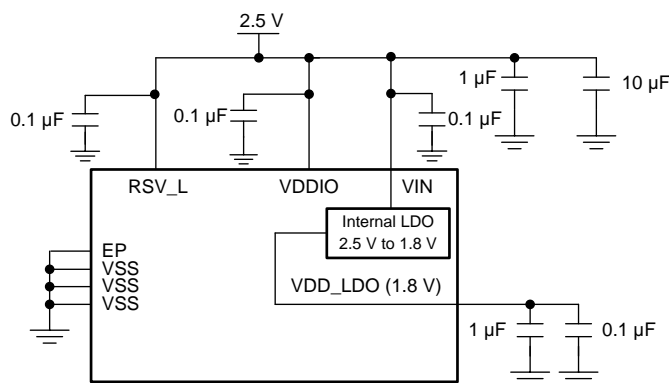 2.5 V
1 µF
10 µF
0.1 µF
0.1 µF
0.1 µF
RSV_L
VDDIO
VIN
Internal LDO
2.5 V to 1.8 V
EP
VSS
VSS
VSS
VDD_LDO (1.8 V)
1 µF
0.1 µF